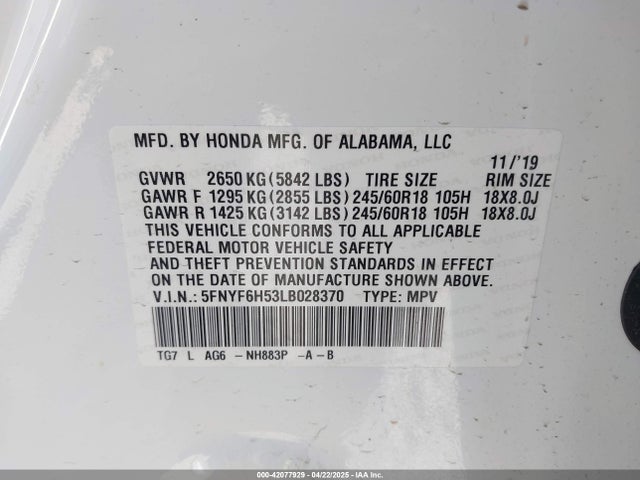 MFD. BY HONDA MFG. OF ALABAMA, LLC
11/'19
GVWR 2650 KG (5842 LBS) TIRE SIZE RIM SIZE
GAWR F 1295 KG (2855 LBS) 245/60R18 105H 18X8.0J
GAWR R 1425 KG (3142 LBS) 245/60R18 105H 18X8.0J
THIS VEHICLE CONFORMS TO ALL APPLICABLE
FEDERAL MOTOR VEHICLE SAFETY
AND THEFT PREVENTION STANDARDS IN EFFECT
ON THE DATE OF MANUFACTURE SHOWN ABOVE.
V.I.N.: 5FNYF6H53LB028370 TYPE: MPV
TG7 L AG6 - NH883P -A-B
000-42077929 - 04/22/2025 - IAAI.COM